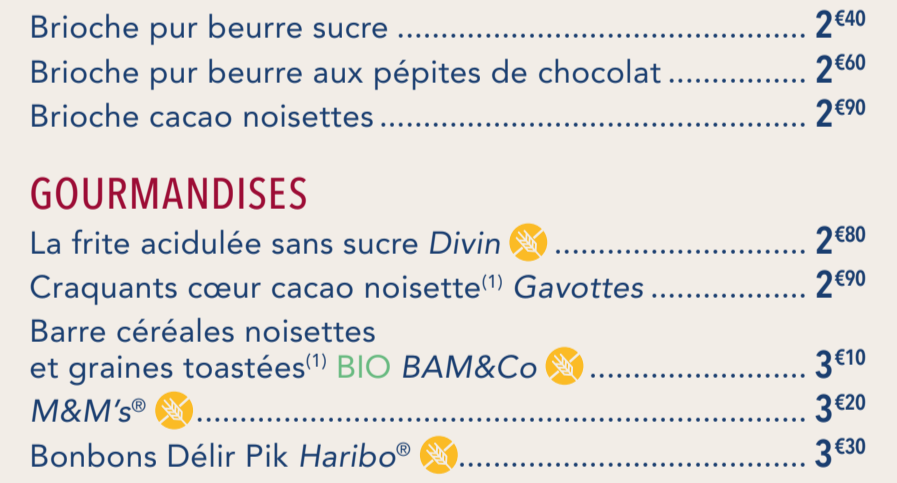 Brioche pur beurre sucre ............................................. 2€40
Brioche pur beurre aux pépites de chocolat ............... 2€60
Brioche cacao noisettes ............................................... 2€90
GOURMANDISES
La frite acidulée sans sucre Divin ............................ 2€80
Craquants cœur cacao noisette(1) Gavottes ................. 2€90
Barre céréales noisettes
et graines toastées(1) BIO BAM&Co ........................ 3€10
M&M's® .................................................................... 3€20
Bonbons Délir Pik Haribo® ....................................... 3€30